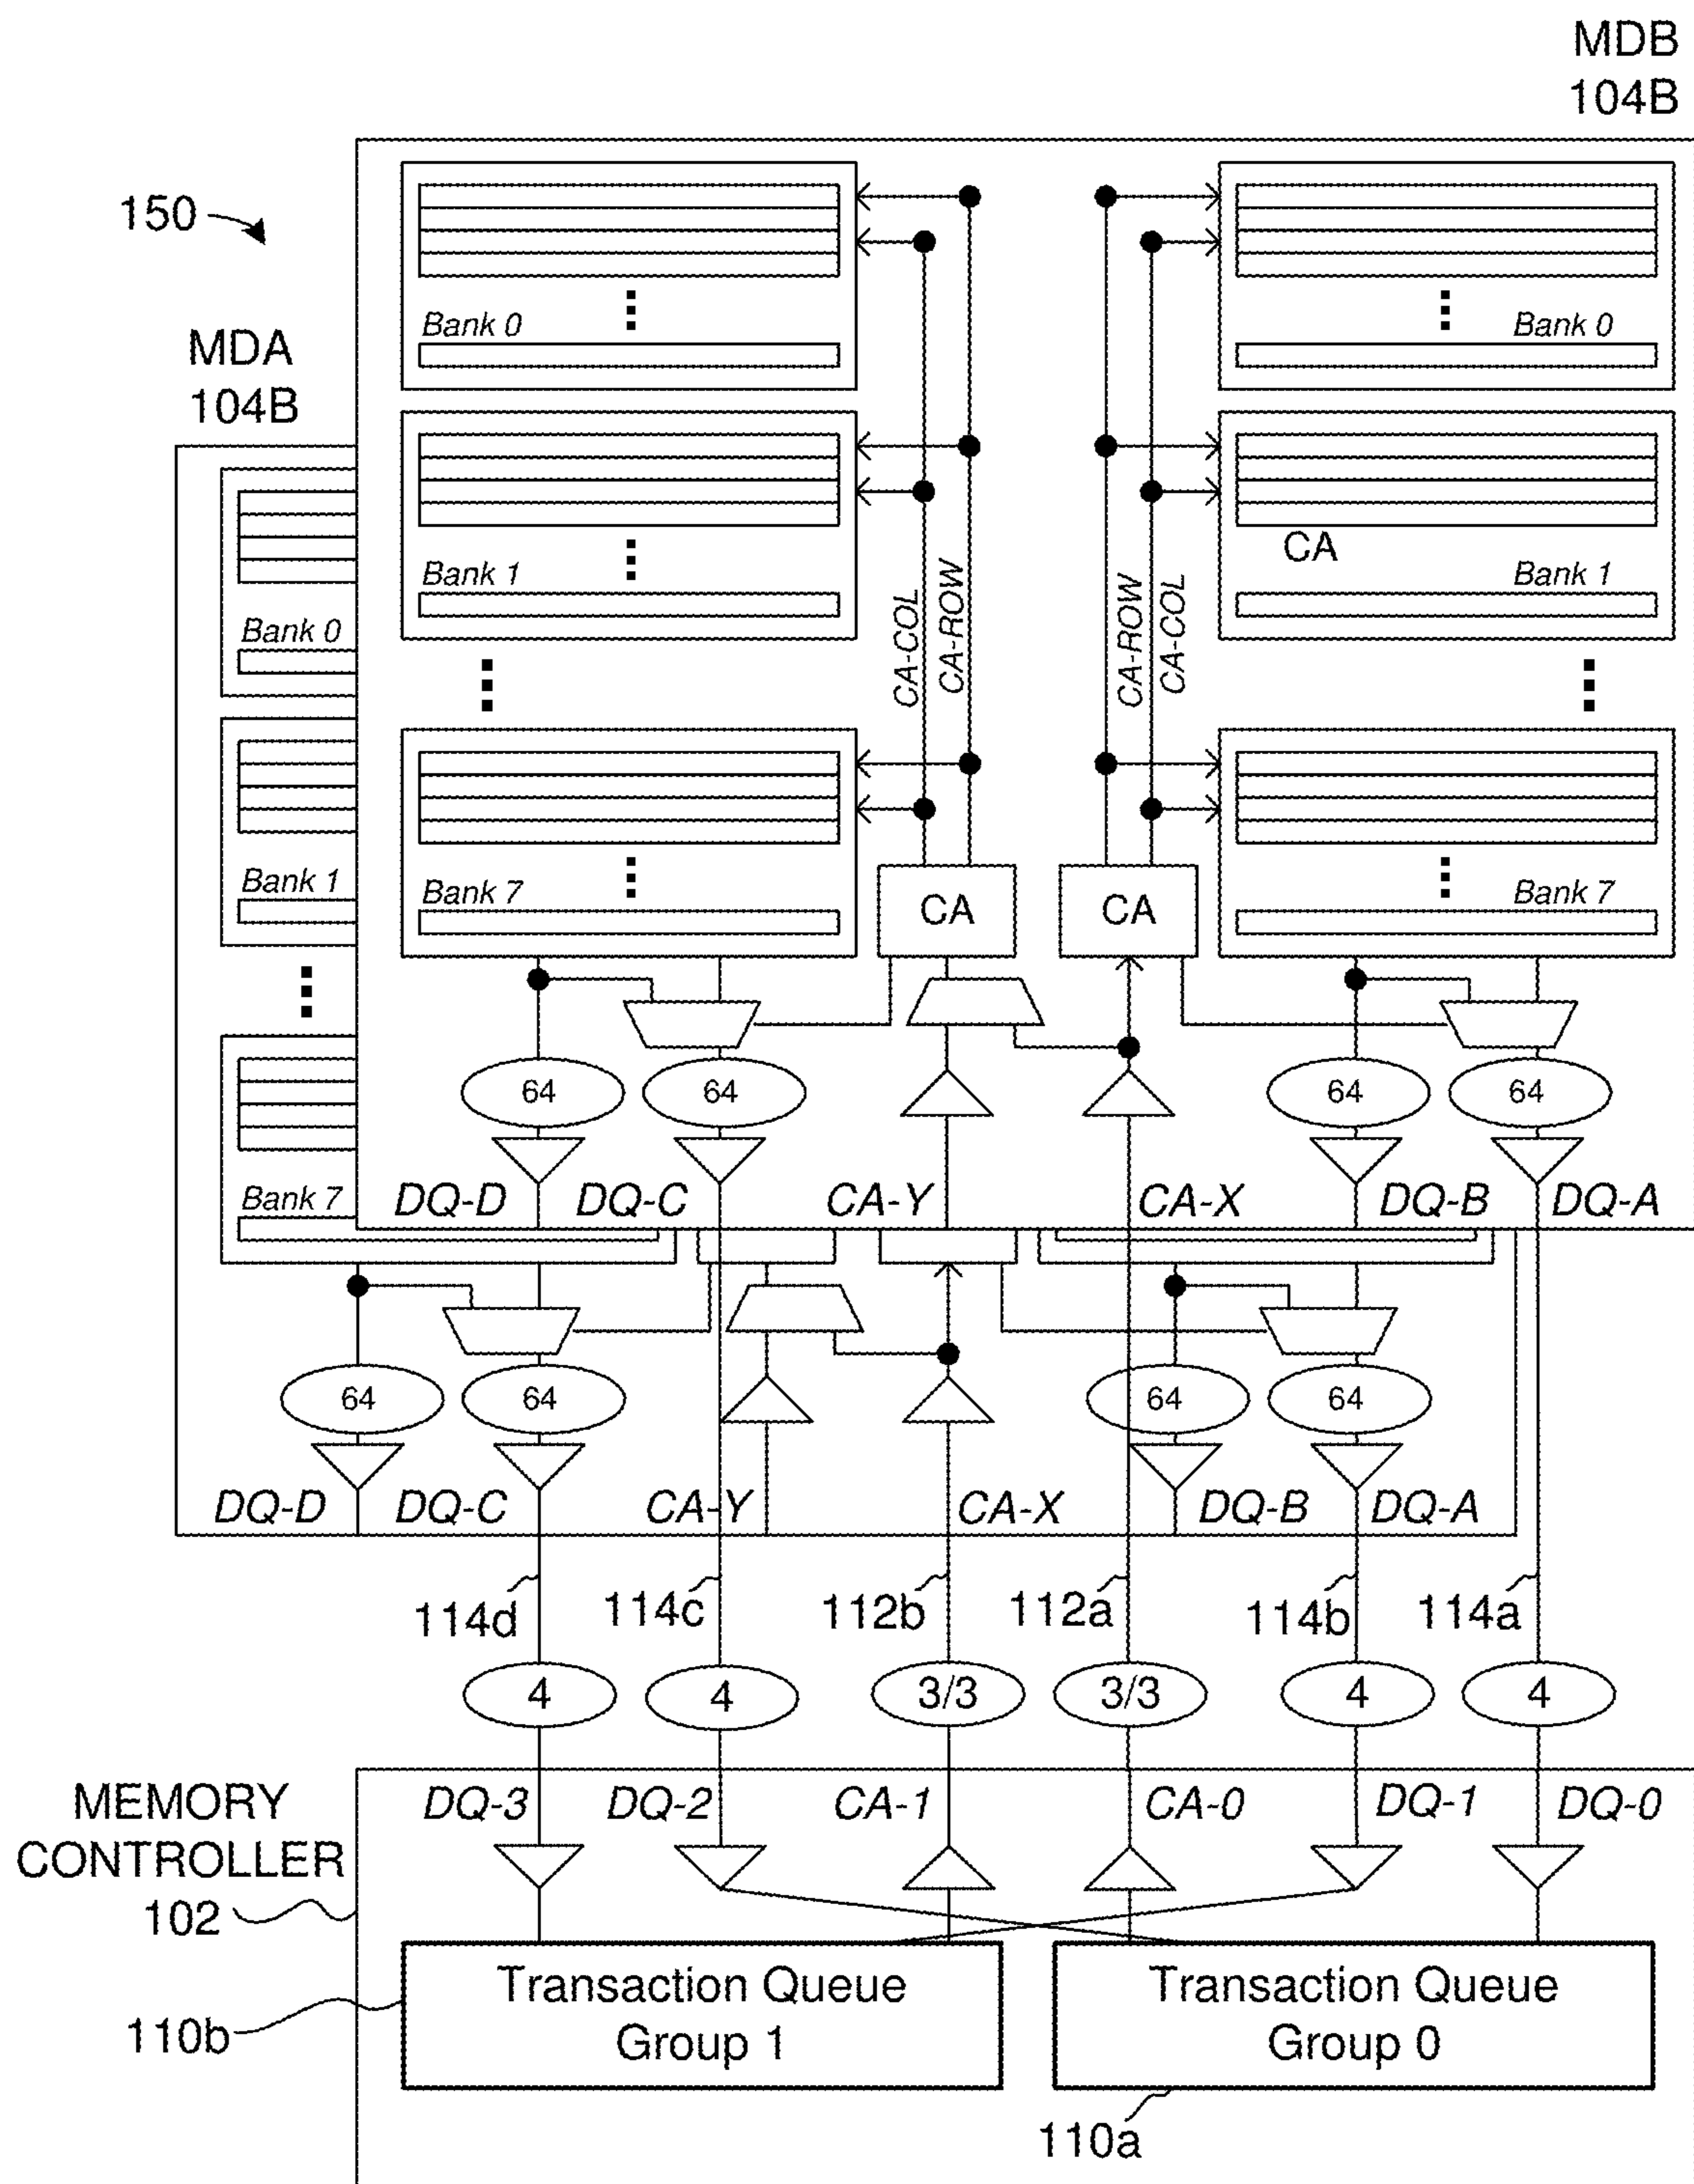 MDB
104B
150
MDA
104B
Bank 0
Bank 0
Bank 1
CA
Bank 1
CA-COL
CA-ROW
CA-ROW
CA-COL
Bank 0
Bank 7
Bank 7
Bank 1
CA
CA
64
64
64
64
Bank 7
DQ-D
DQ-C
CA-Y
CA-X
DQ-B
DQ-A
64
64
64
64
DQ-D
DQ-C
CA-Y
CA-X
DQ-B
DQ-A
114d
114c
112b
112a
114b
114a
4
4
3/3
3/3
4
4
MEMORY
CONTROLLER
102
DQ-3
DQ-2
CA-1
CA-0
DQ-1
DQ-0
Transaction Queue
Group 1
Transaction Queue
Group 0
110b
110a